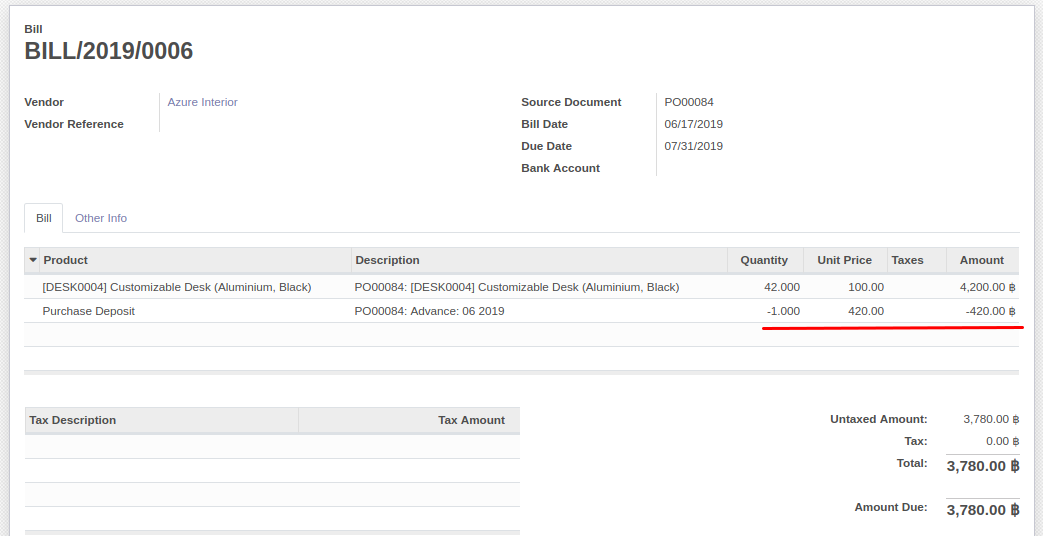 Bill
BILL/2019/0006
Vendor Azure Interior
Vendor Reference
Source Document PO00084
Bill Date 06/17/2019
Due Date 07/31/2019
Bank Account
Bill Other Info
Product Description Quantity Unit Price Taxes Amount
[DESK0004] Customizable Desk (Aluminium, Black) PO00084: [DESK0004] Customizable Desk (Aluminium, Black) 42.000 100.00 4,200.00 ฿
Purchase Deposit PO00084: Advance: 06 2019 -1.000 420.00 -420.00 ฿
Tax Description Tax Amount
Untaxed Amount: 3,780.00 ฿
Tax: 0.00 ฿
Total: 3,780.00 ฿
Amount Due: 3,780.00 ฿